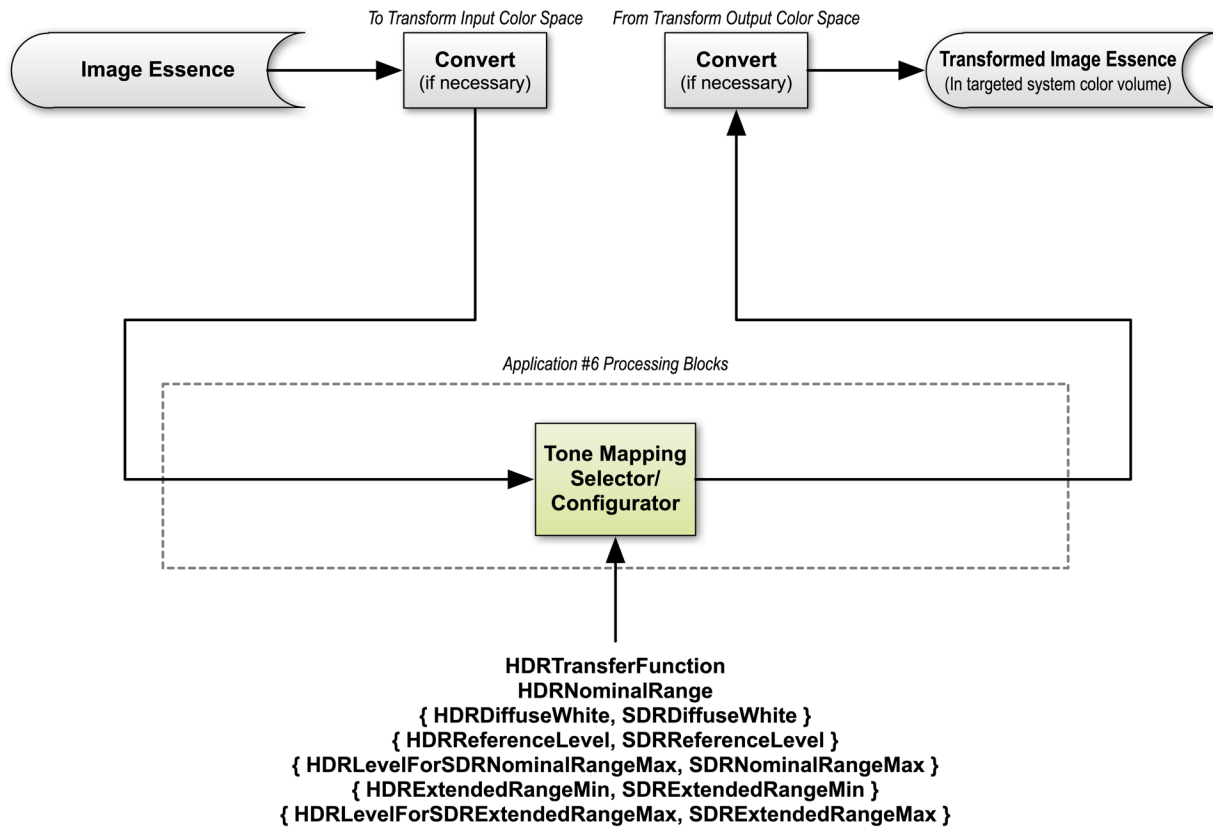 To Transform Input Color Space
From Transform Output Color Space
Image Essence
Convert
(if necessary)
Convert
(if necessary)
Transformed Image Essence
(In targeted system color volume)
Application #6 Processing Blocks
Tone Mapping
Selector/
Configurator
HDRTransferFunction
HDRNominalRange
{ HDRDiffuseWhite, SDRDiffuseWhite }
{ HDRReferenceLevel, SDRReferenceLevel }
{ HDRLevelForSDRNominalRangeMax, SDRNominalRangeMax }
{ HDRExtendedRangeMin, SDRExtendedRangeMin }
{ HDRLevelForSDRExtendedRangeMax, SDRExtendedRangeMax }